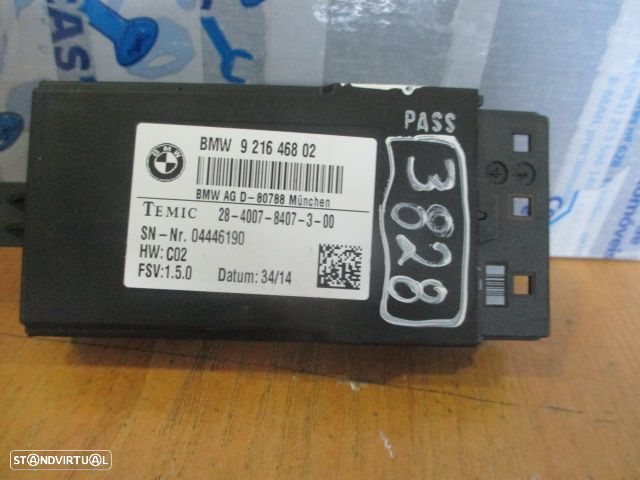 CAS
PASS
3828
BMW 9 216 468 02
BMW AG D-80788 München
TEMIC 28-4007-8407-3-00
SN-Nr. 04446190
HW: C02
FSV:1.5.0 Datum: 34/14
STANDVIRTUAL